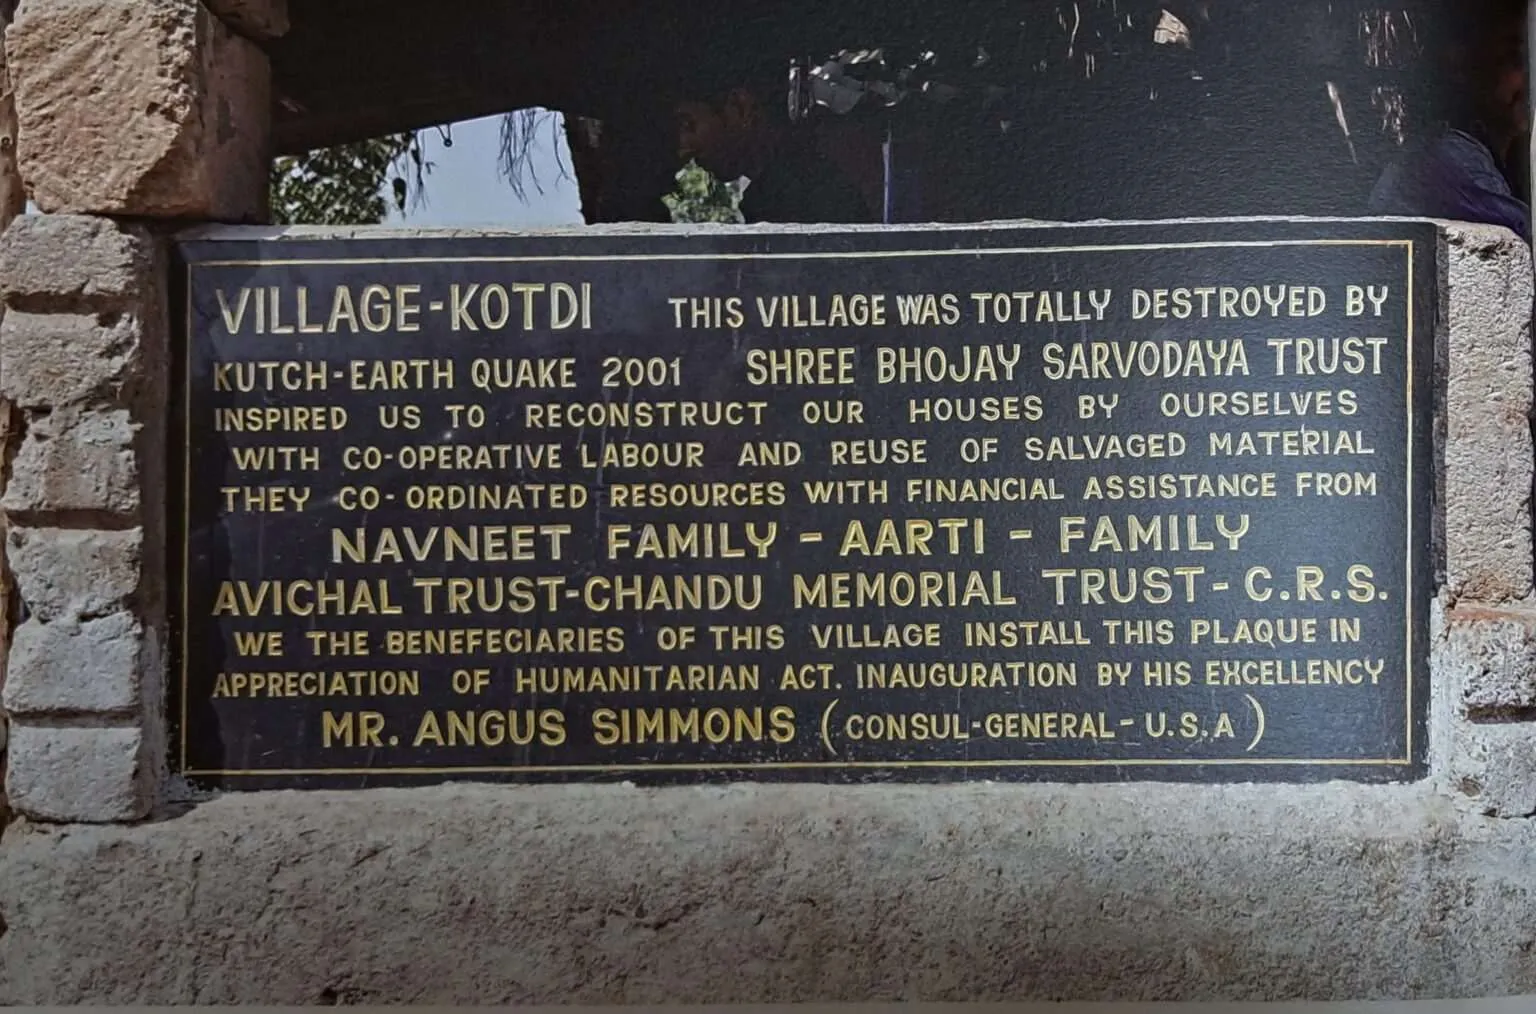 VILLAGE-KOTDI THIS VILLAGE WAS TOTALLY DESTROYED BY
KUTCH-EARTH QUAKE 2001 SHREE BHOJAY SARVODAYA TRUST
INSPIRED US TO RECONSTRUCT OUR HOUSES BY OURSELVES
WITH CO-OPERATIVE LABOUR AND REUSE OF SALVAGED MATERIAL
THEY CO-ORDINATED RESOURCES WITH FINANCIAL ASSISTANCE FROM
NAVNEET FAMILY - AARTI - FAMILY
AVICHAL TRUST-CHANDU MEMORIAL TRUST- C.R.S.
WE THE BENEFECIARIES OF THIS VILLAGE INSTALL THIS PLAQUE IN
APPRECIATION OF HUMANITARIAN ACT. INAUGURATION BY HIS EXCELLENCY
MR. ANGUS SIMMONS (CONSUL-GENERAL- U.S.A)